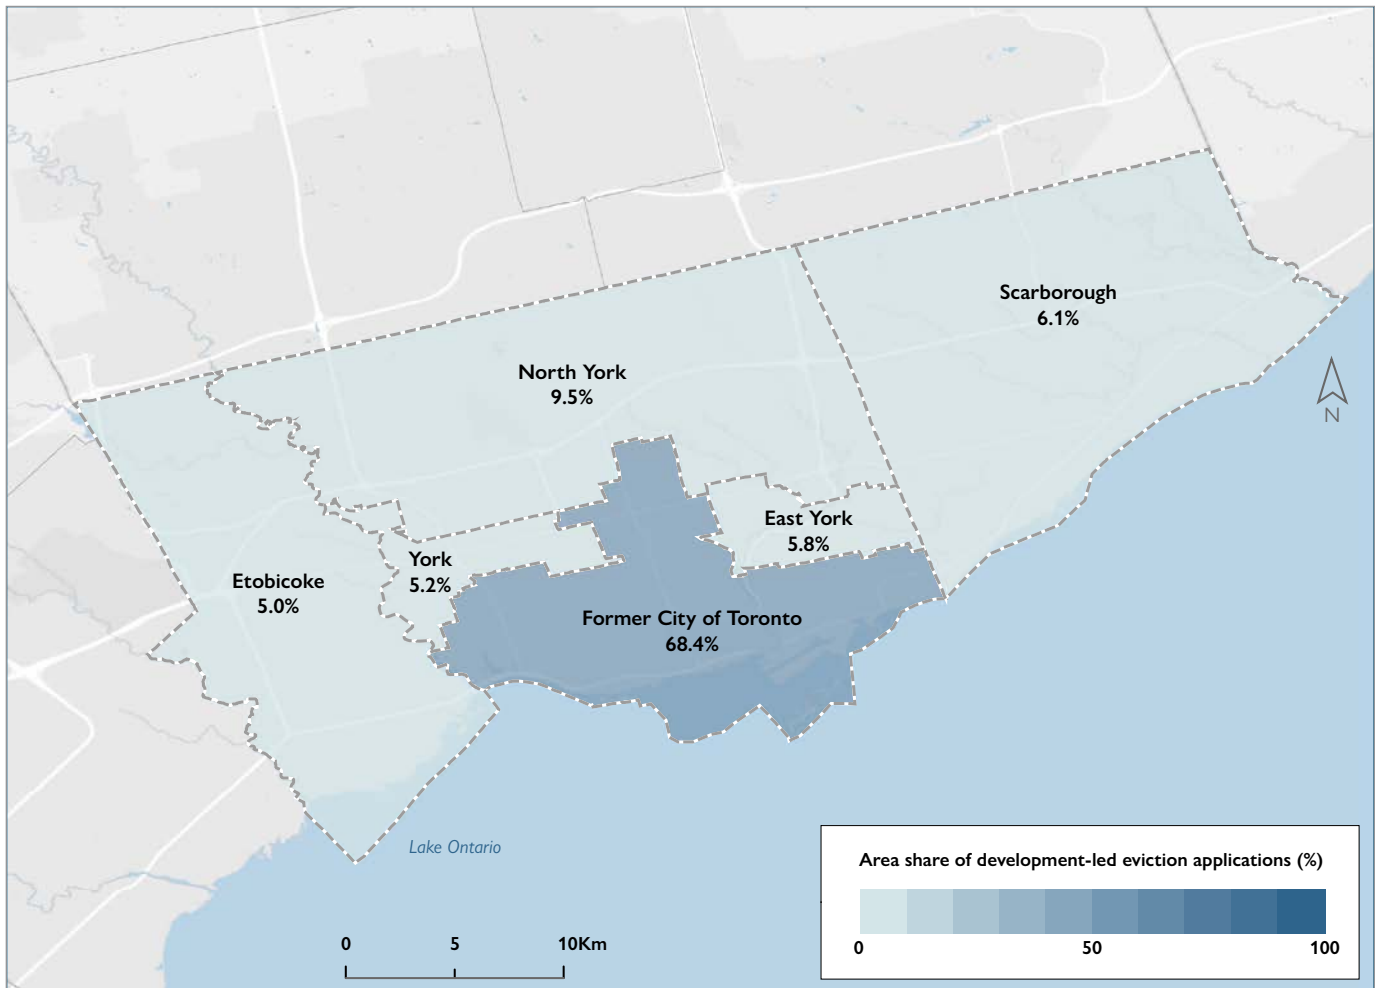 Scarborough
6.1%
North York
9.5%
N
East York
5.8%
York
5.2%
Etobicoke
5.0%
Former City of Toronto
68.4%
Lake Ontario
Area share of development-led eviction applications (%)
0 50 100
0 5 10Km